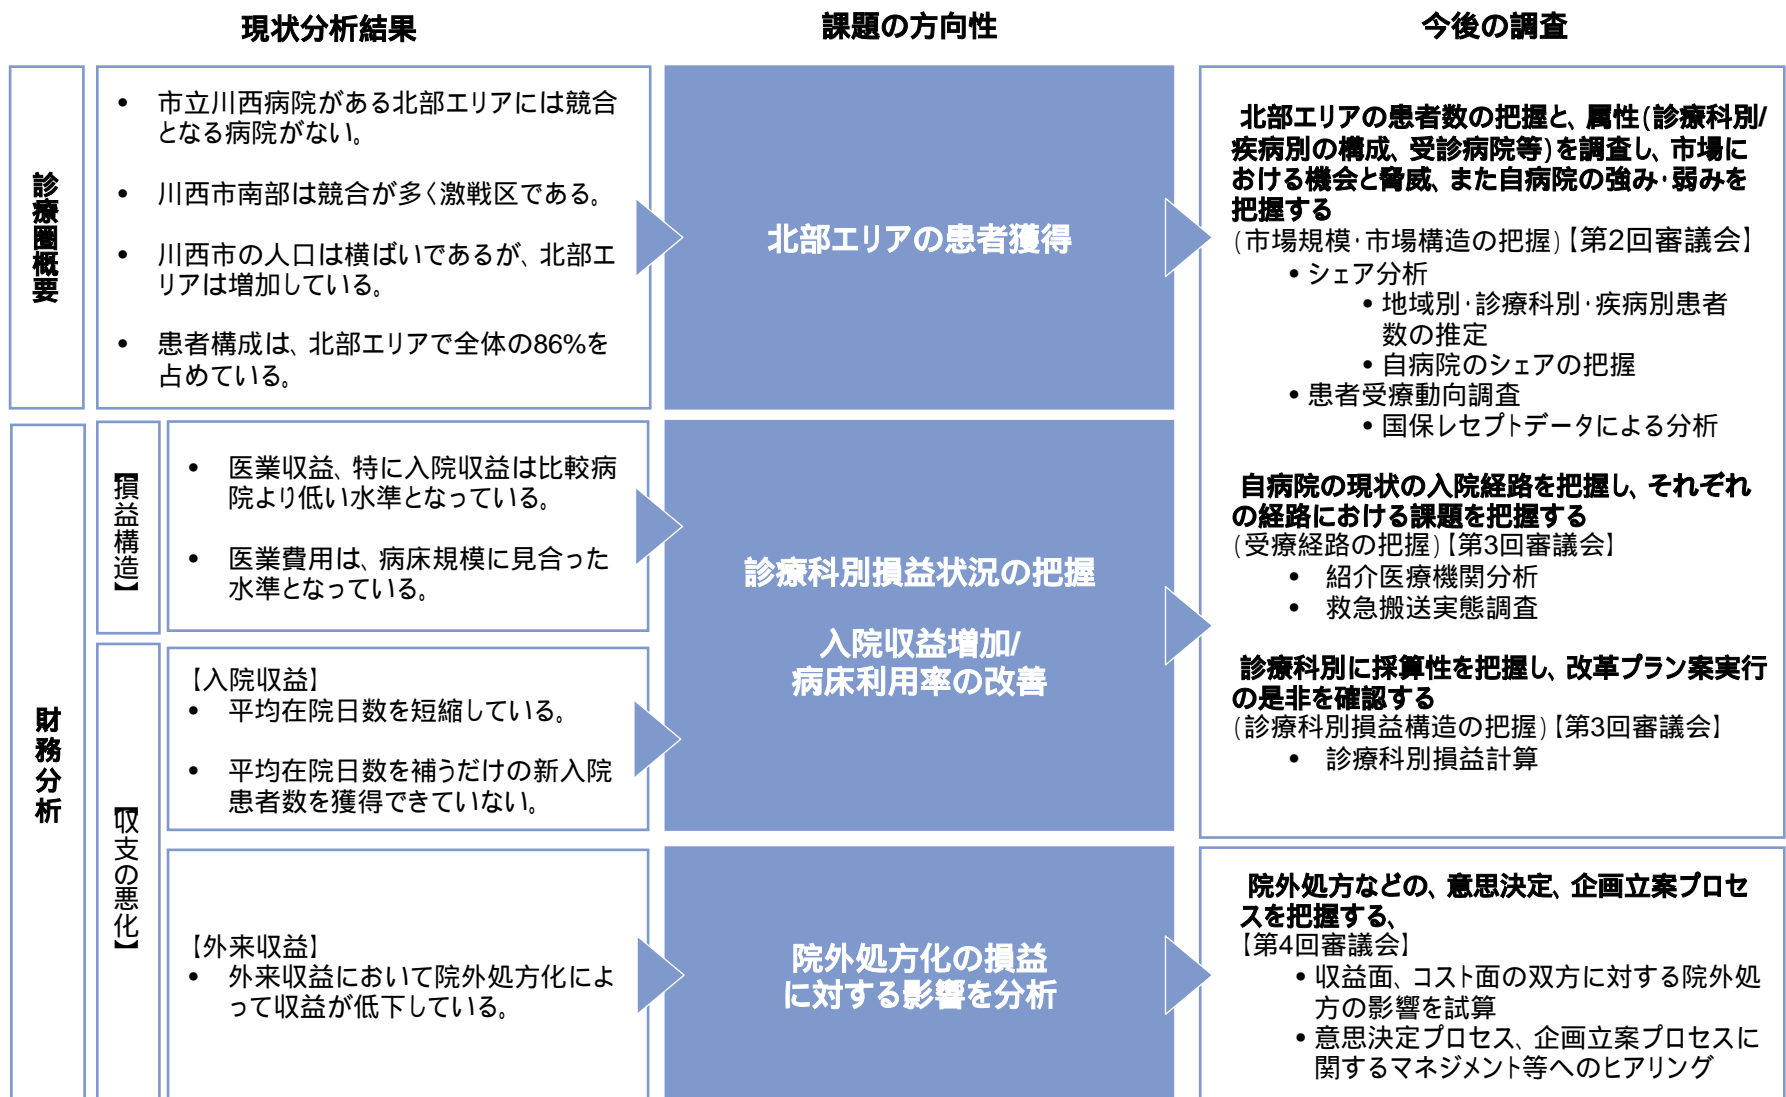 現状分析結果
課題の方向性
今後の調査
診療圏概要
• 市立川西病院がある北部エリアには競合
となる病院がない。
• 川西市南部は競合が多く激戦区である。
• 川西市の人口は横ばいであるが、北部エ
リアは増加している。
• 患者構成は、北部エリアで全体の86%を
占めている。
北部エリアの患者獲得
北部エリアの患者数の把握と、属性(診療科別/
疾病別の構成、受診病院等)を調査し、市場に
おける機会と脅威、また自病院の強み・弱みを
把握する
(市場規模・市場構造の把握)【第2回審議会】
• シェア分析
• 地域別・診療科別・疾病別患者
数の推定
• 自病院のシェアの把握
• 患者受療動向調査
• 国保レセプトデータによる分析
自病院の現状の入院経路を把握し、それぞれ
の経路における課題を把握する
(受療経路の把握)【第3回審議会】
• 紹介医療機関分析
• 救急搬送実態調査
診療科別に採算性を把握し、改革プラン案実行
の是非を確認する
(診療科別損益構造の把握)【第3回審議会】
• 診療科別損益計算
財務分析
【損益構造】
• 医業収益、特に入院収益は比較病
院より低い水準となっている。
• 医業費用は、病床規模に見合った
水準となっている。
診療科別損益状況の把握
入院収益増加/
病床利用率の改善
【収支の悪化】
【入院収益】
• 平均在院日数を短縮している。
• 平均在院日数を補うだけの新入院
患者数を獲得できていない。
【外来収益】
• 外来収益において院外処方化によ
って収益が低下している。
院外処方化の損益
に対する影響を分析
院外処方などの、意思決定、企画立案プロセ
スを把握する、
【第4回審議会】
• 収益面、コスト面の双方に対する院外処
方の影響を試算
• 意思決定プロセス、企画立案プロセスに
関するマネジメント等へのヒアリング